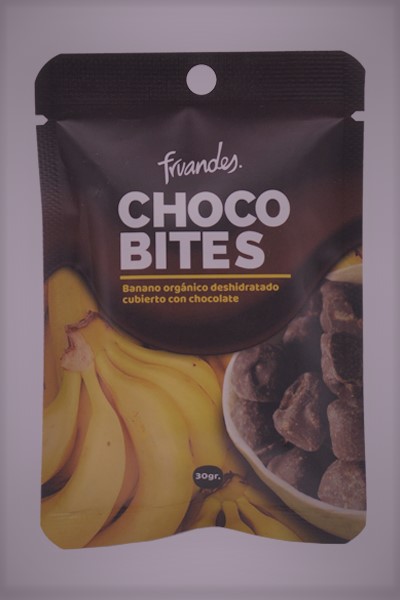 fruandes.
CHOCO
BITES
Banano orgánico deshidratado
cubierto con chocolate
30gr.